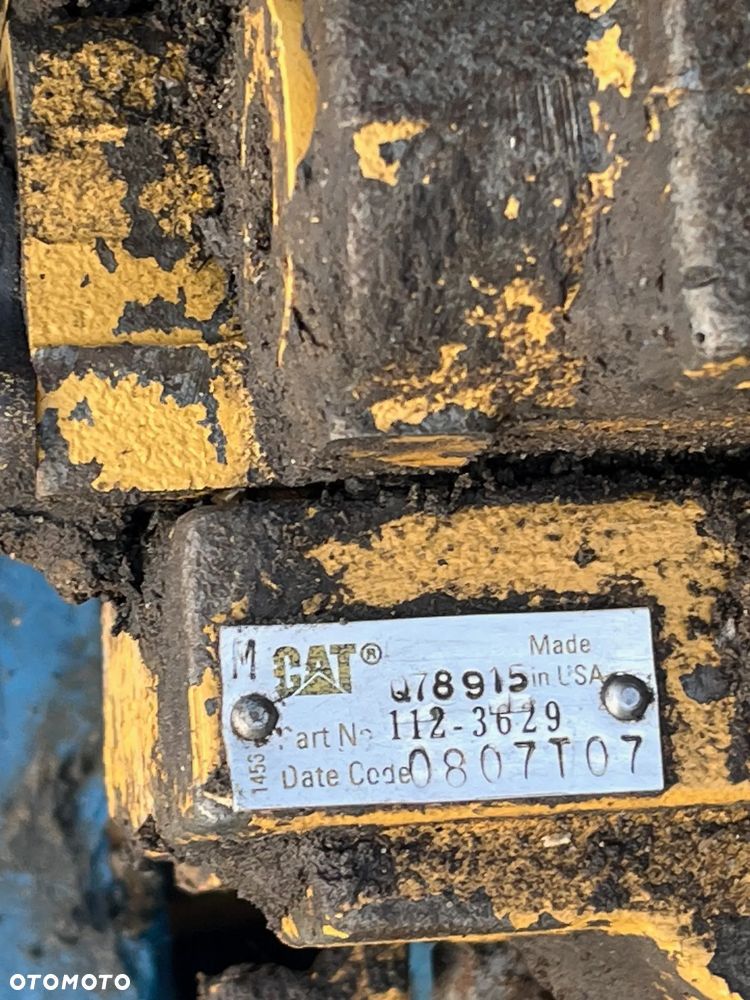 M CAT® Made
Q78915 in USA
Part No 112-3629
Date Code 0807T07
1453
OTOMOTO